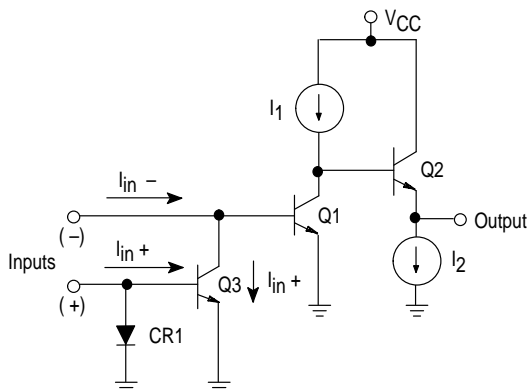 VCC
I1
Q2
Iin –
Q1
Output
(–)
Inputs
Iin +
Q3
Iin +
I2
(+)
CR1